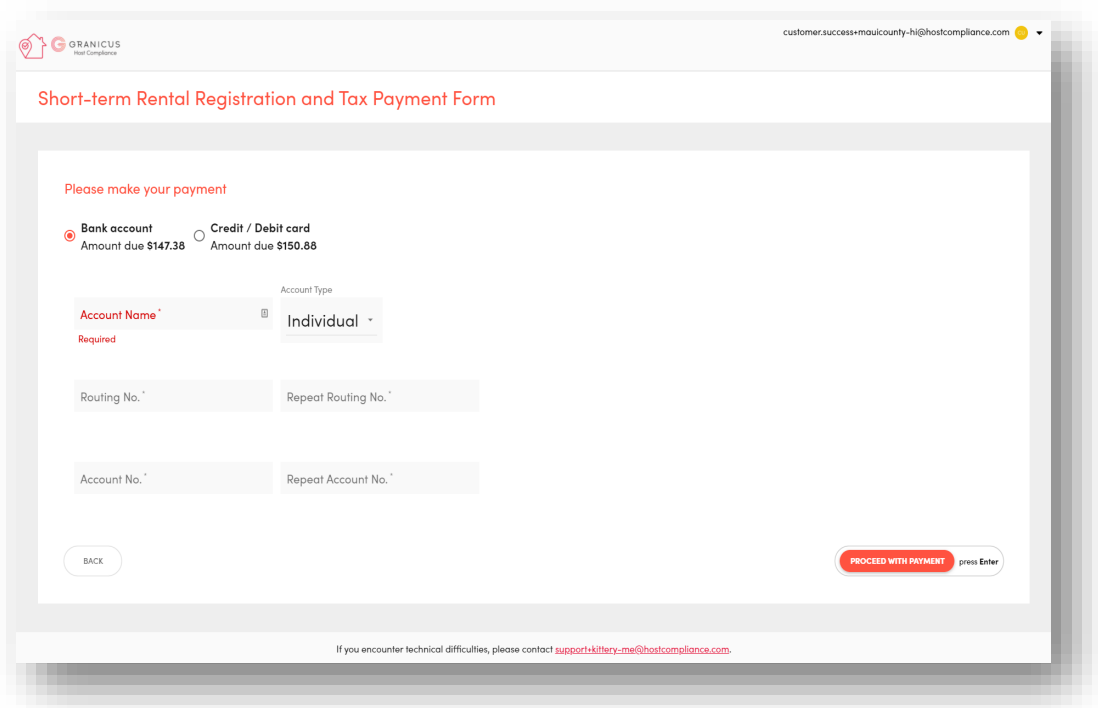 GRANICUS
Host Compliance
customer.success+mauicounty-hi@hostcompliance.com
Short-term Rental Registration and Tax Payment Form
Please make your payment
Bank account
Amount due $147.38
Credit / Debit card
Amount due $150.88
Account Type
Account Name*
Individual
Required
Routing No.* Repeat Routing No.*
Account No.* Repeat Account No.*
BACK
PROCEED WITH PAYMENT press Enter
If you encounter technical difficulties, please contact support+kittery-me@hostcompliance.com.